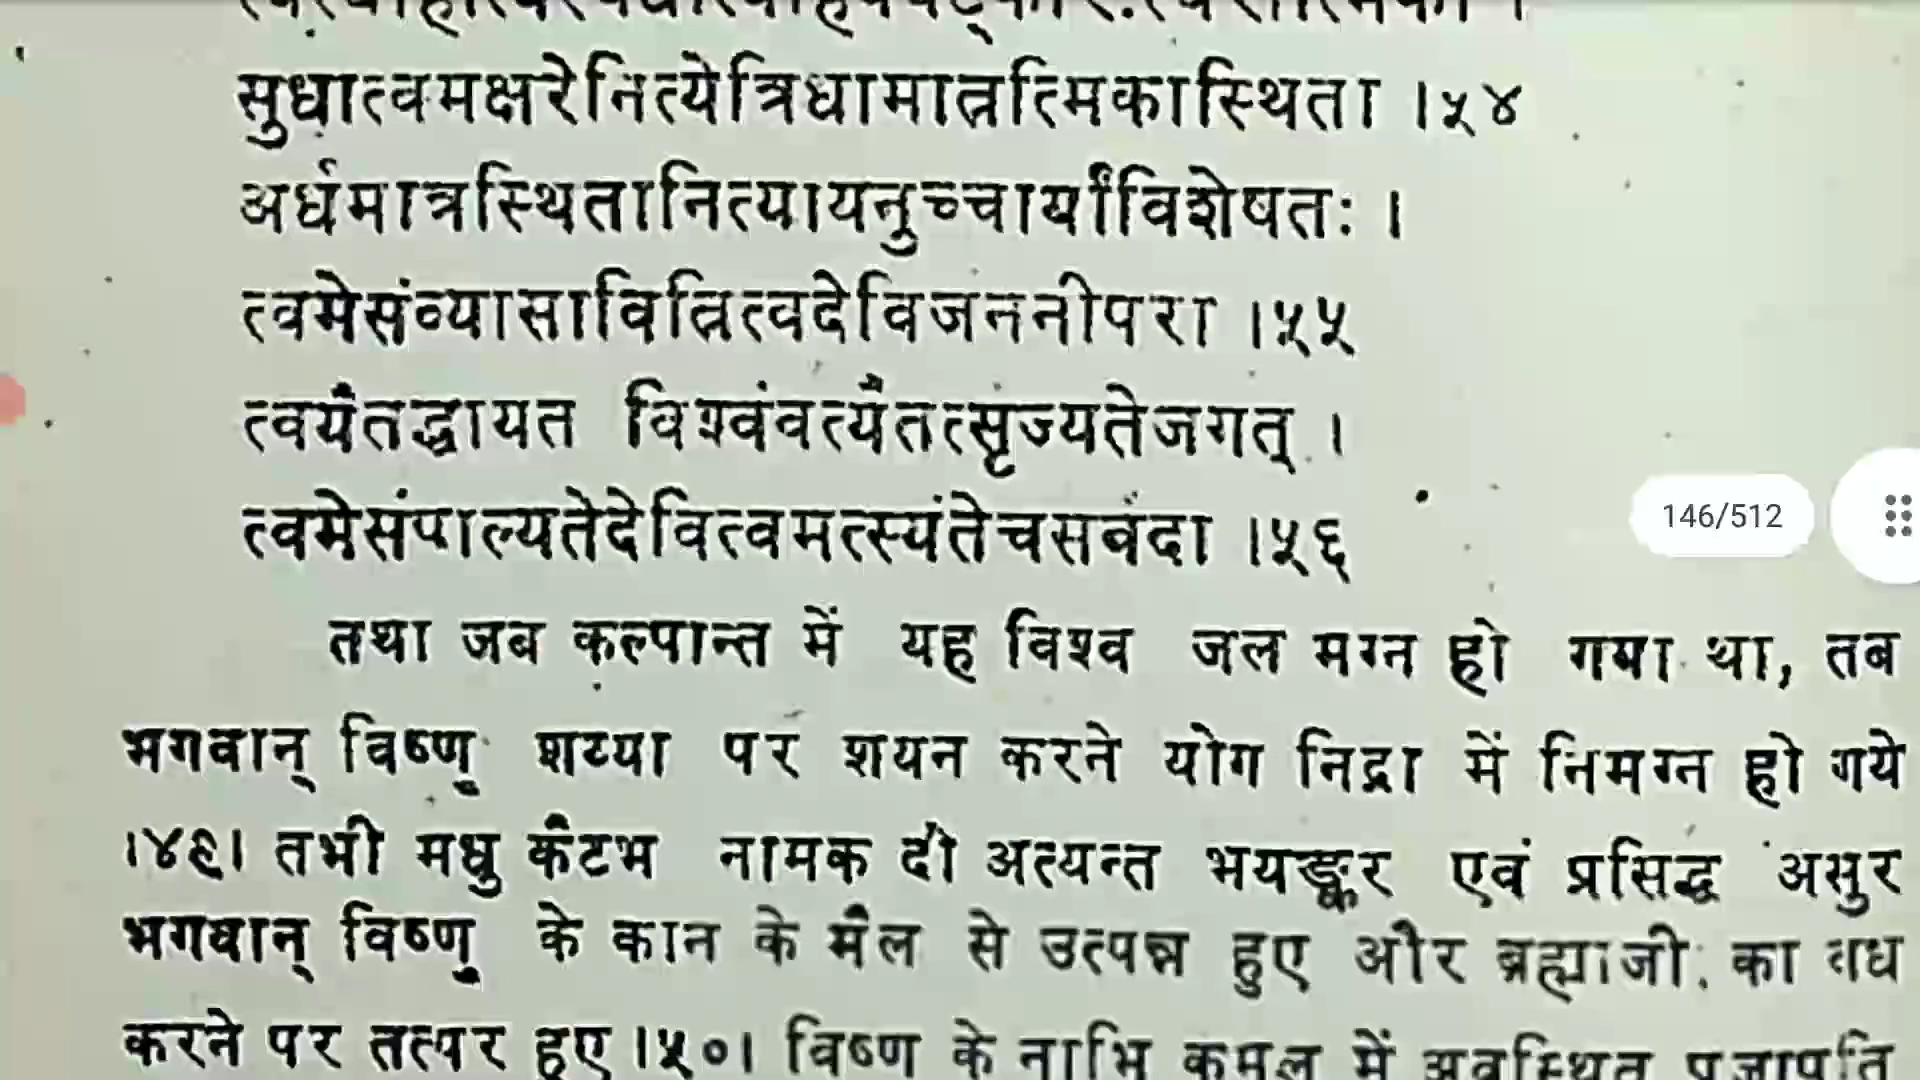 सुधात्वमक्षरेनित्येत्रिधामात्नत्मिकास्थिता ।५४
अर्धमात्रस्थितानित्यायनुच्चार्यांविशेषतः ।
त्वमेसंव्यासावित्नित्वदेविजननीपरा ।५५
त्वयैतद्धायत विश्वंवत्यैतत्सृज्यतेजगत् ।
त्वमेसंपाल्यतेदेवित्वमत्स्यंतेचसर्वदा ।५६
146/512
तथा जब कल्पान्त में यह विश्व जल मग्न हो गया था, तब
भगवान् विष्णु शय्या पर शयन करने योग निद्रा में निमग्न हो गये
।४९। तभी मधु कैटभ नामक दो अत्यन्त भयङ्कर एवं प्रसिद्ध असुर
भगवान् विष्णु के कान के मैल से उत्पन्न हुए और ब्रह्माजी का वध
करने पर तत्पर हुए ।५०। विष्णु के नाभि कमल में अवस्थित प्रजापति